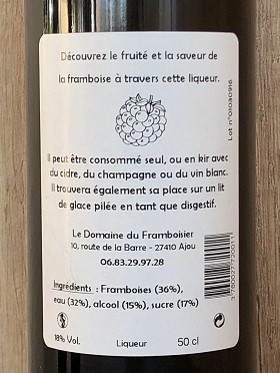 Découvrez le fruité et la saveur de
la framboise à travers cette liqueur.
Il peut être consommé seul, ou en kir avec
du cidre, du champagne ou du vin blanc.
Il trouvera également sa place sur un lit
de glace pilée en tant que disgestif.
Le Domaine du Framboisier
10, route de la Barre - 27410 Ajou
06.83.29.97.28
Ingrédients : Framboises (36%),
eau (32%), alcool (15%), sucre (17%)
18% Vol.
Liqueur
50 cl
Lot n°01030916